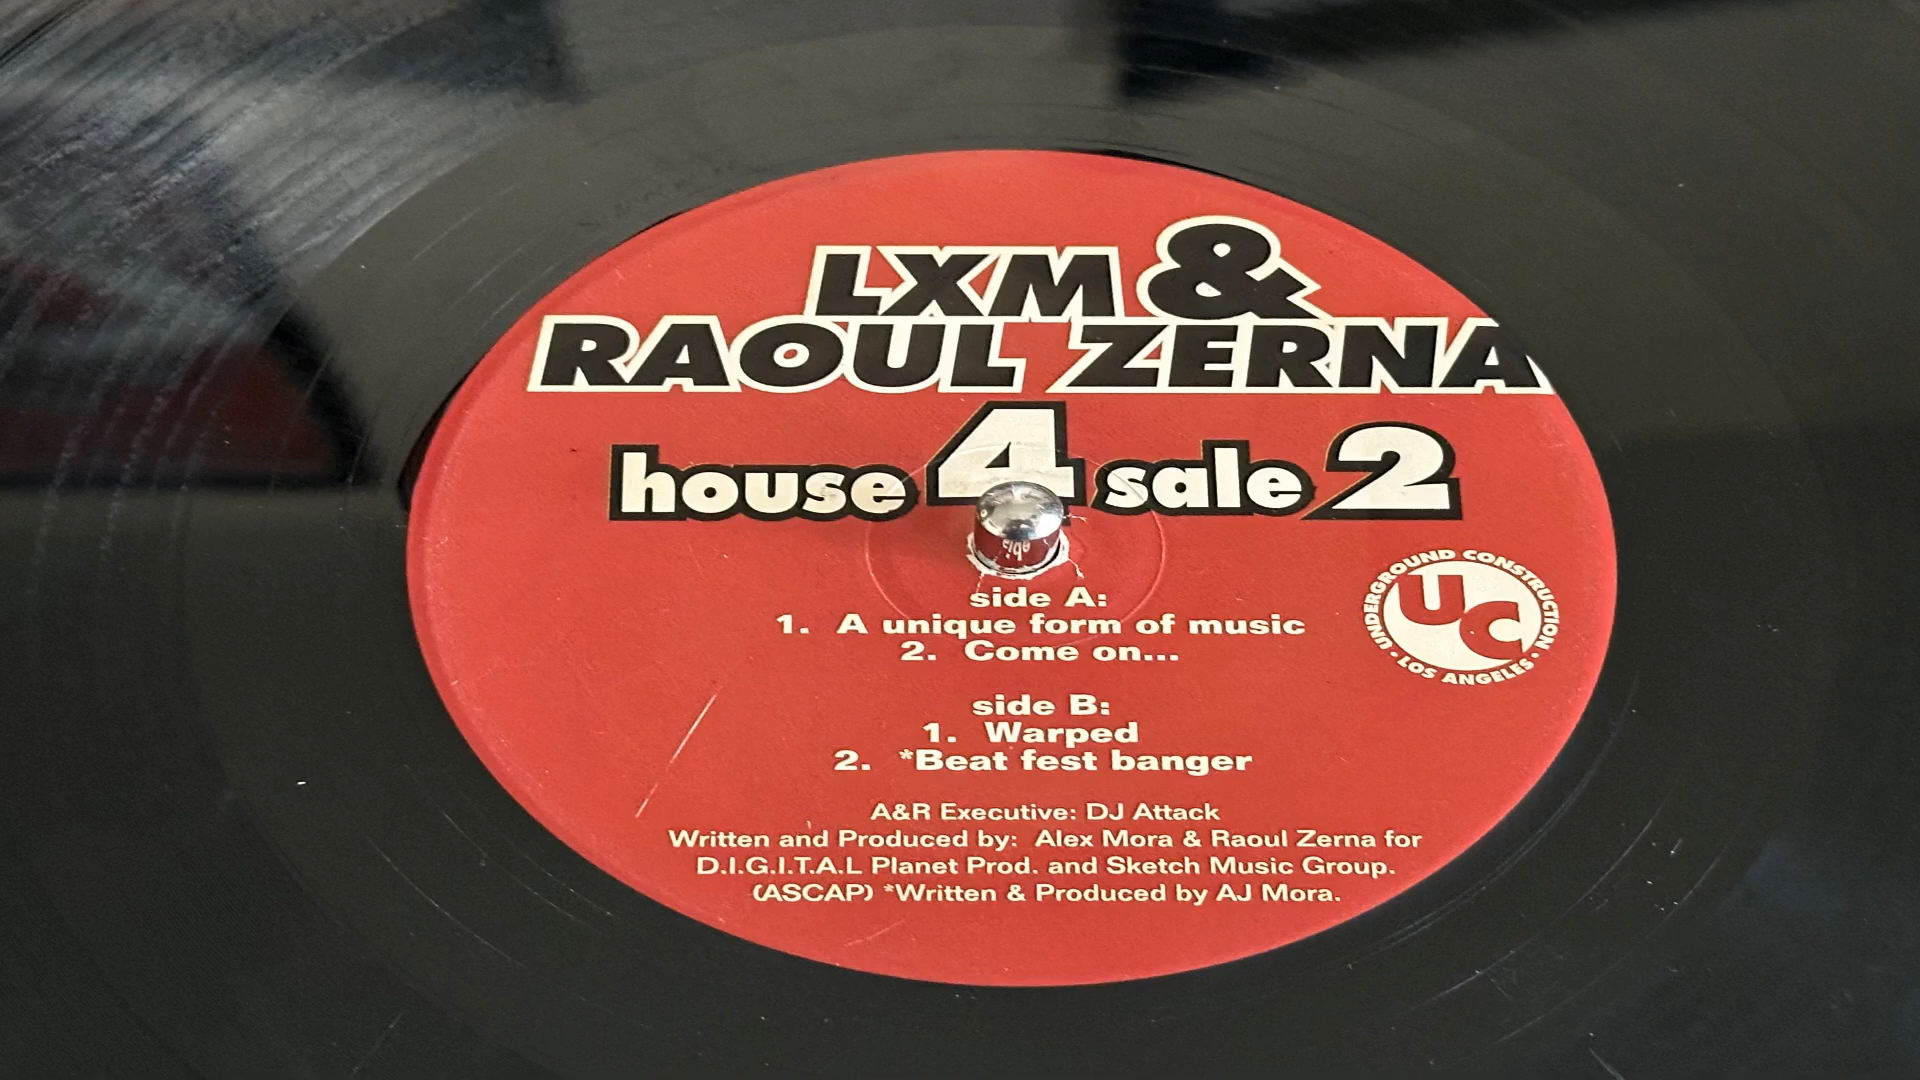 LXM &
RAOUL ZERNA
house 4 sale 2
UNDERGROUND CONSTRUCTION
UC
• LOS ANGELES •
side A:
1. A unique form of music
2. Come on...
side B:
1. Warped
2. *Beat fest banger
A&R Executive: DJ Attack
Written and Produced by: Alex Mora & Raoul Zerna for
D.I.G.I.T.A.L Planet Prod. and Sketch Music Group.
(ASCAP) *Written & Produced by AJ Mora.